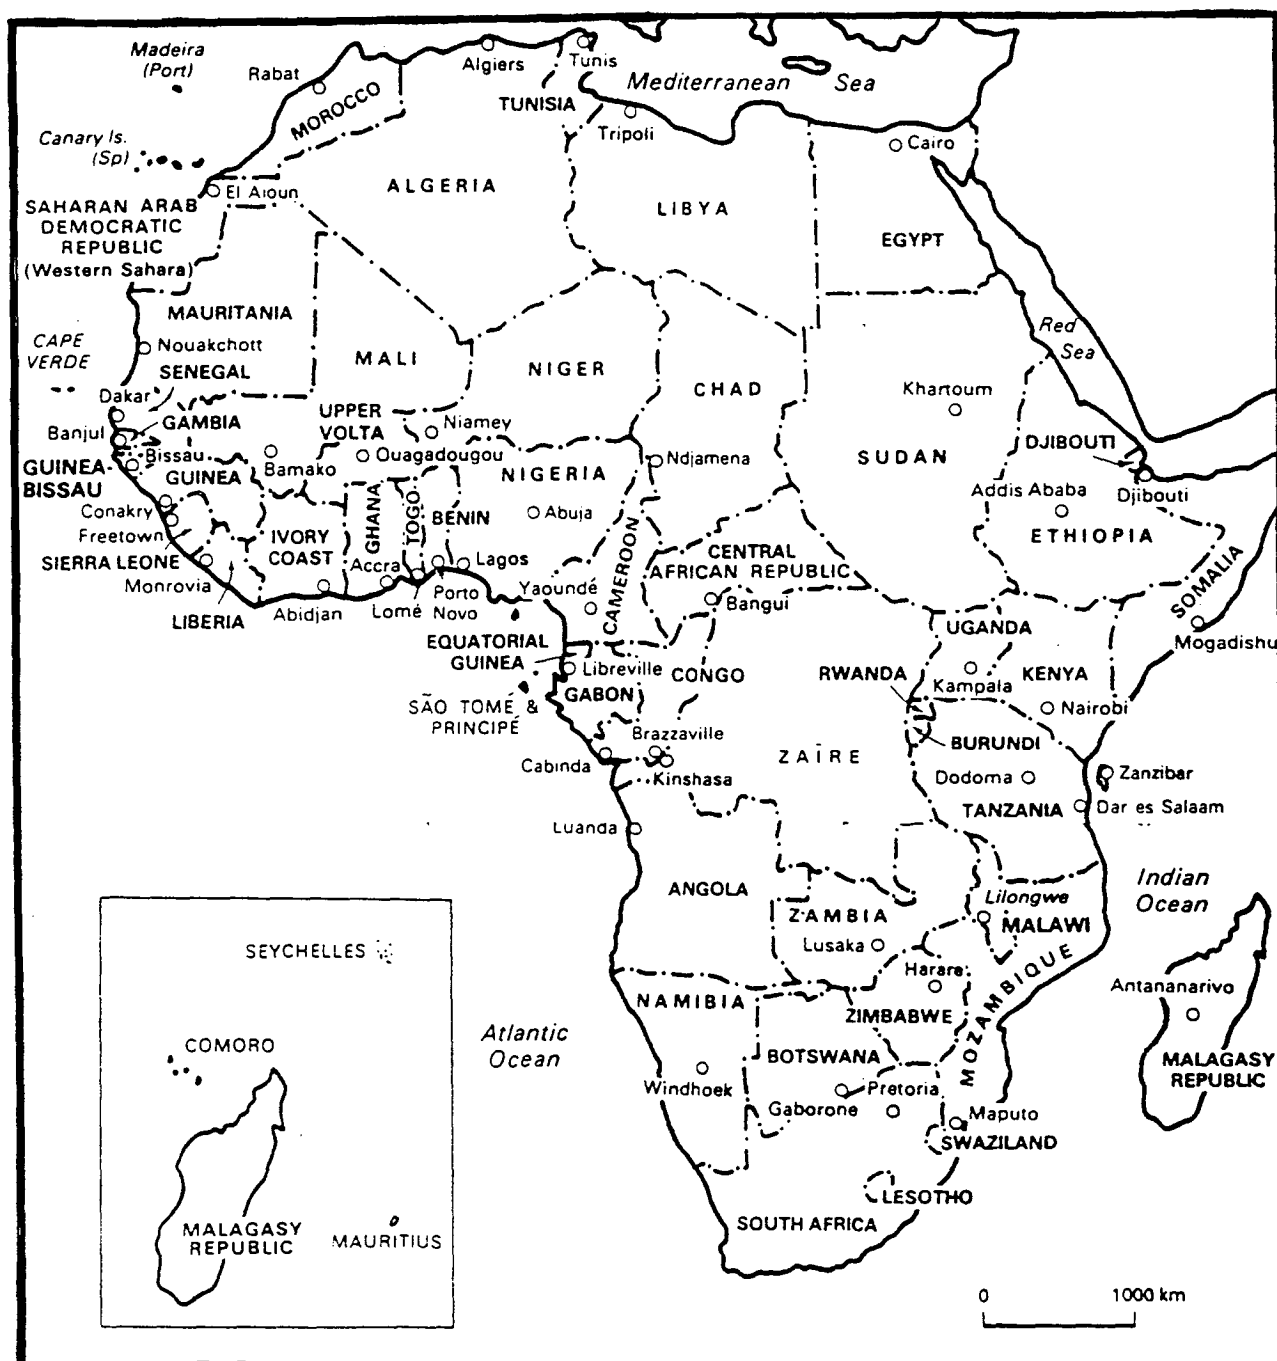 Madeira
(Port)
Rabat
Algiers
Tunis
Mediterranean Sea
MOROCCO
TUNISIA
Tripoli
Canary Is.
(Sp)
Cairo
El Aioun
ALGERIA
LIBYA
EGYPT
SAHARAN ARAB
DEMOCRATIC
REPUBLIC
(Western Sahara)
MAURITANIA
Red
Sea
CAPE
VERDE
Nouakchott
SENEGAL
MALI
NIGER
CHAD
Khartoum
Dakar
GAMBIA
UPPER
VOLTA
Niamey
Banjul
Bissau
Bamako
Ouagadougou
NIGERIA
Ndjamena
SUDAN
DJIBOUTI
Djibouti
GUINEA-
BISSAU
GUINEA
Addis Ababa
ETHIOPIA
Conakry
Freetown
SIERRA LEONE
Monrovia
LIBERIA
IVORY
COAST
GHANA
TOGO
BENIN
Abuja
Lagos
Accra
Abidjan
Lomé
Porto
Novo
CAMEROON
Yaoundé
CENTRAL
AFRICAN REPUBLIC
Bangui
SOMALIA
Mogadishu
EQUATORIAL
GUINEA
Libreville
GABON
CONGO
UGANDA
Kampala
KENYA
Nairobi
RWANDA
BURUNDI
SÃO TOMÉ &
PRINCIPÉ
Brazzaville
Cabinda
Kinshasa
ZAÏRE
Dodoma
Zanzibar
TANZANIA
Dar es Salaam
Luanda
ANGOLA
ZAMBIA
Lusaka
Lilongwe
MALAWI
Indian
Ocean
Harare
MOZAMBIQUE
Antananarivo
MALAGASY
REPUBLIC
NAMIBIA
ZIMBABWE
BOTSWANA
Windhoek
Gaborone
Pretoria
Maputo
SWAZILAND
LESOTHO
SOUTH AFRICA
Atlantic
Ocean
SEYCHELLES
COMORO
MALAGASY
REPUBLIC
MAURITIUS
0 1000 km